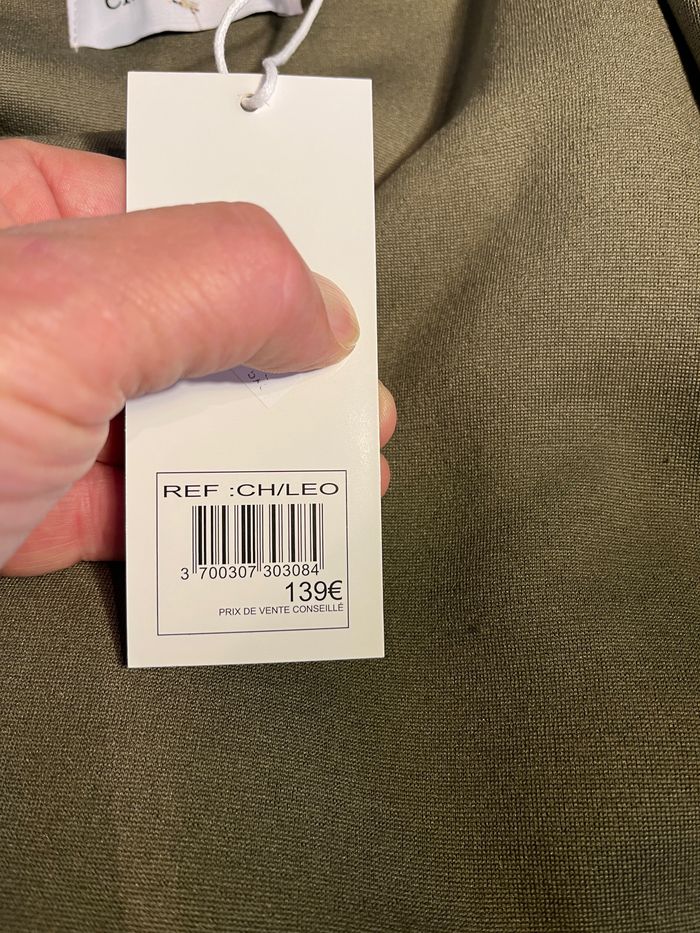 REF :CH/LEO
3 700307 303084
139€
PRIX DE VENTE CONSEILLÉ